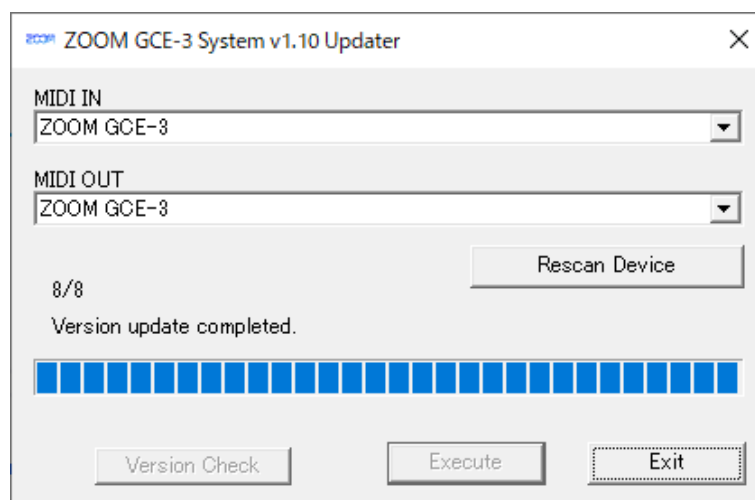 ZOOM ZOOM GCE-3 System v1.10 Updater
MIDI IN
ZOOM GCE-3
MIDI OUT
ZOOM GCE-3
Rescan Device
8/8
Version update completed.
Version Check
Execute
Exit